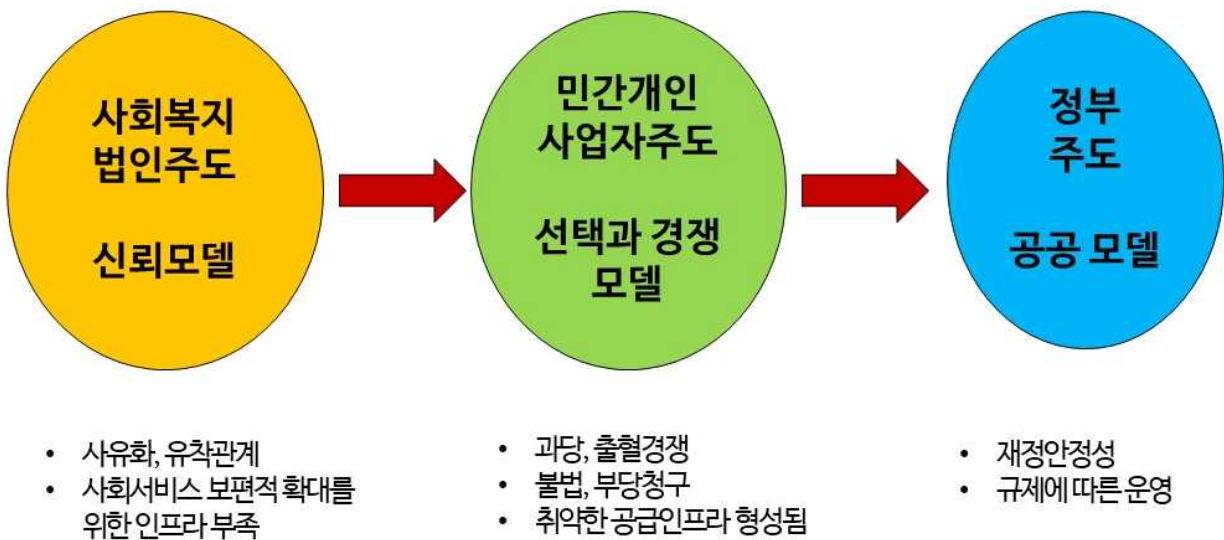 사회복지
법인주도
신뢰모델
민간개인
사업자주도
선택과 경쟁
모델
정부
주도
공공 모델
• 사유화, 유착관계
• 사회서비스 보편적 확대를
위한 인프라 부족
• 과당, 출혈경쟁
• 불법, 부당청구
• 취약한 공급인프라 형성됨
• 재정안정성
• 규제에 따른 운영